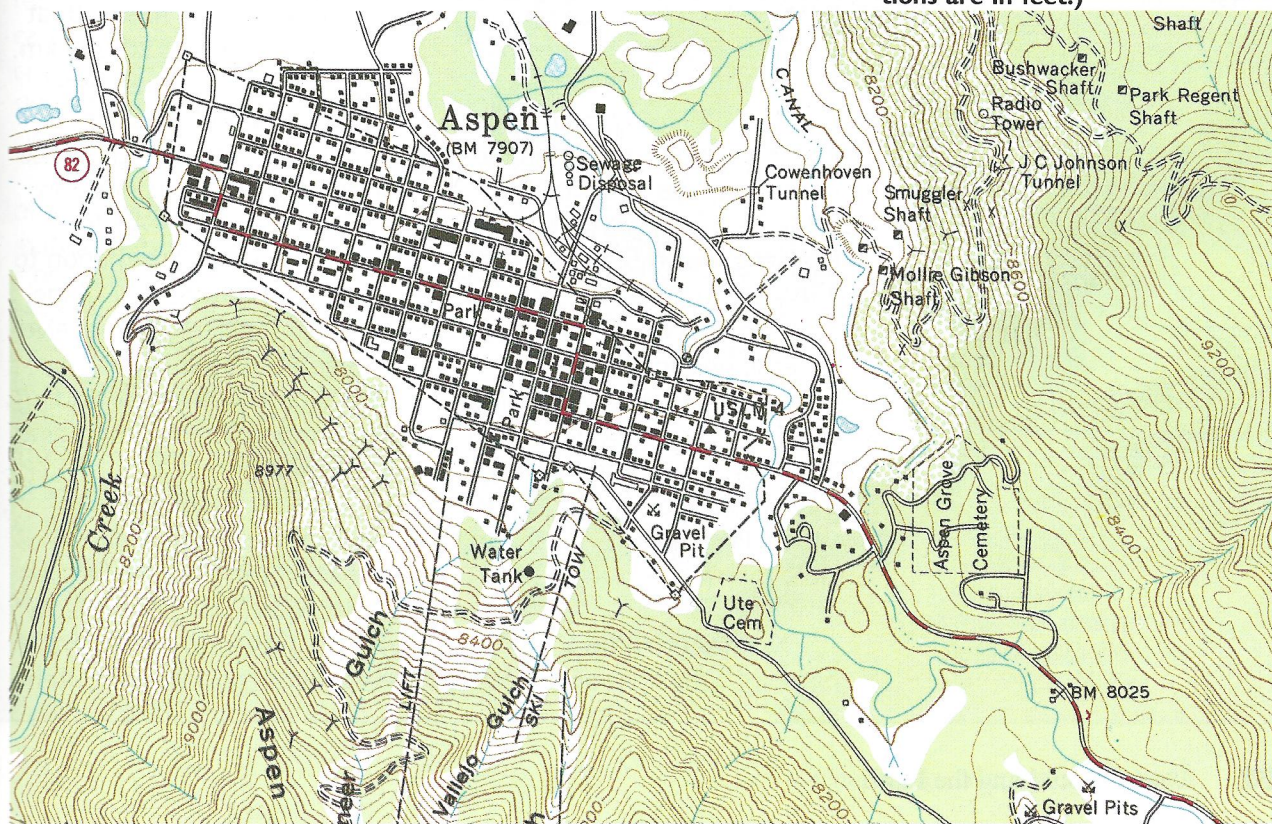 tions are in feet.)
Shaft
Bushwacker
Shaft
Park Regent
Shaft
Radio
Tower
J C Johnson
Tunnel
CANAL
8200
Aspen
(BM 7907)
82
Sewage
Disposal
Cowenhoven
Tunnel
Smuggler
Shaft
Mollie Gibson
Shaft
8600
9200
Park
Park
8000
8977
Creek
8200
Water
Tank
TOW
Gravel
Pit
Aspen Grove
Cemetery
8400
Ute
Cem
8400
Gulch
LIFT
Gulch
SKI
BM 8025
9000
Aspen
Vallejo
8200
Gravel Pits